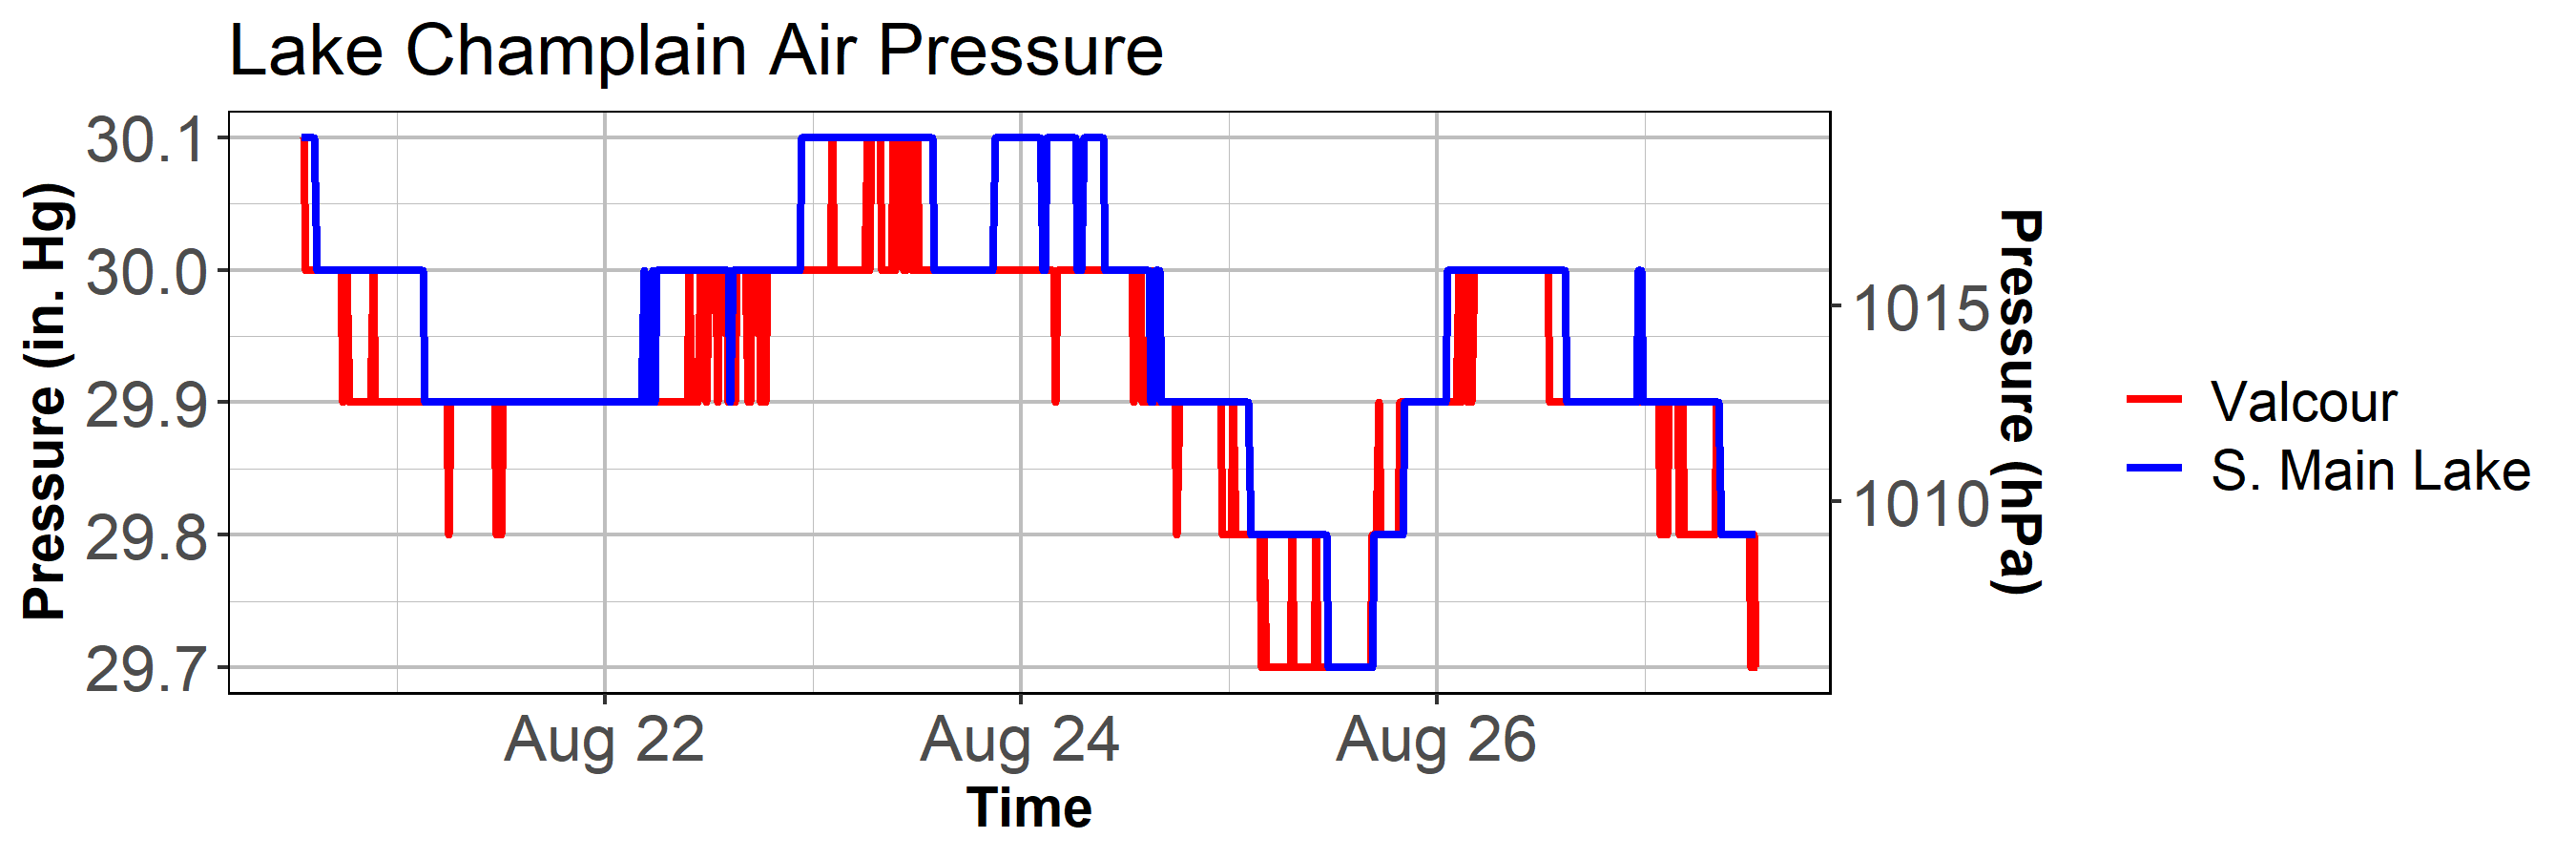 Lake Champlain Air Pressure
30.1
30.0
29.9
29.8
29.7
Pressure (in. Hg)
1015
1010
Pressure (hPa)
Aug 22 Aug 24 Aug 26
Time
Valcour
S. Main Lake